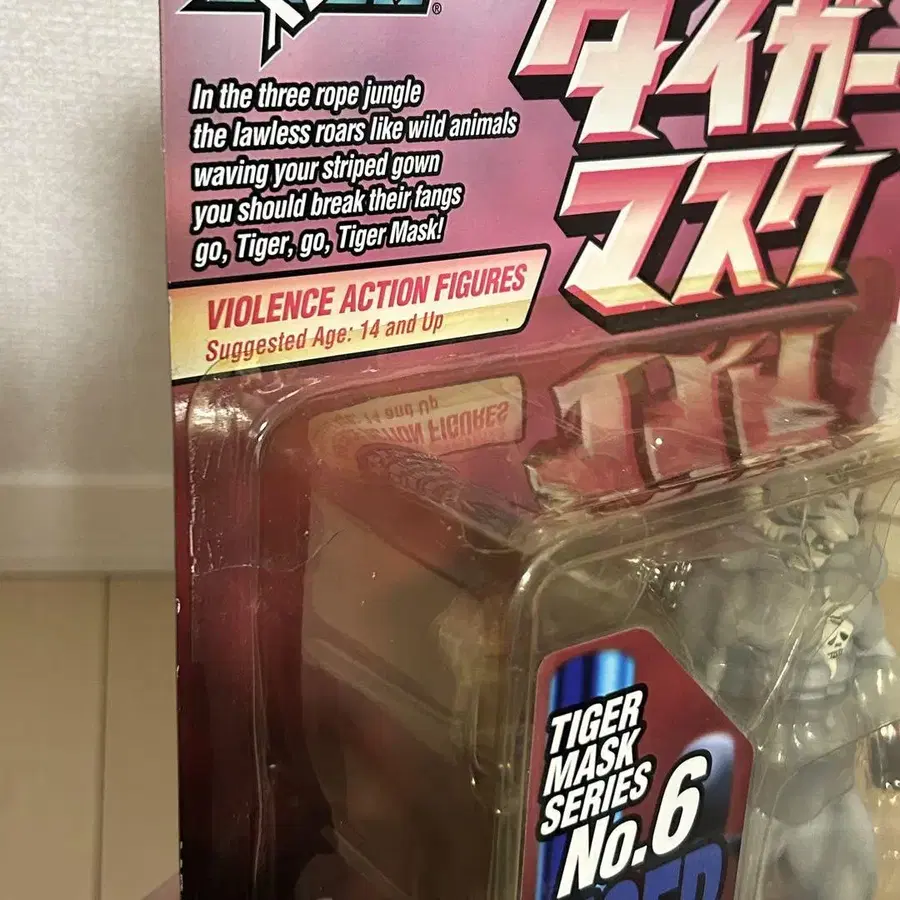 ®
タイガー
マスク
In the three rope jungle
the lawless roars like wild animals
waving your striped gown
you should break their fangs
go, Tiger, go, Tiger Mask!
VIOLENCE ACTION FIGURES
Suggested Age: 14 and Up
TIGER
MASK
SERIES
No.6